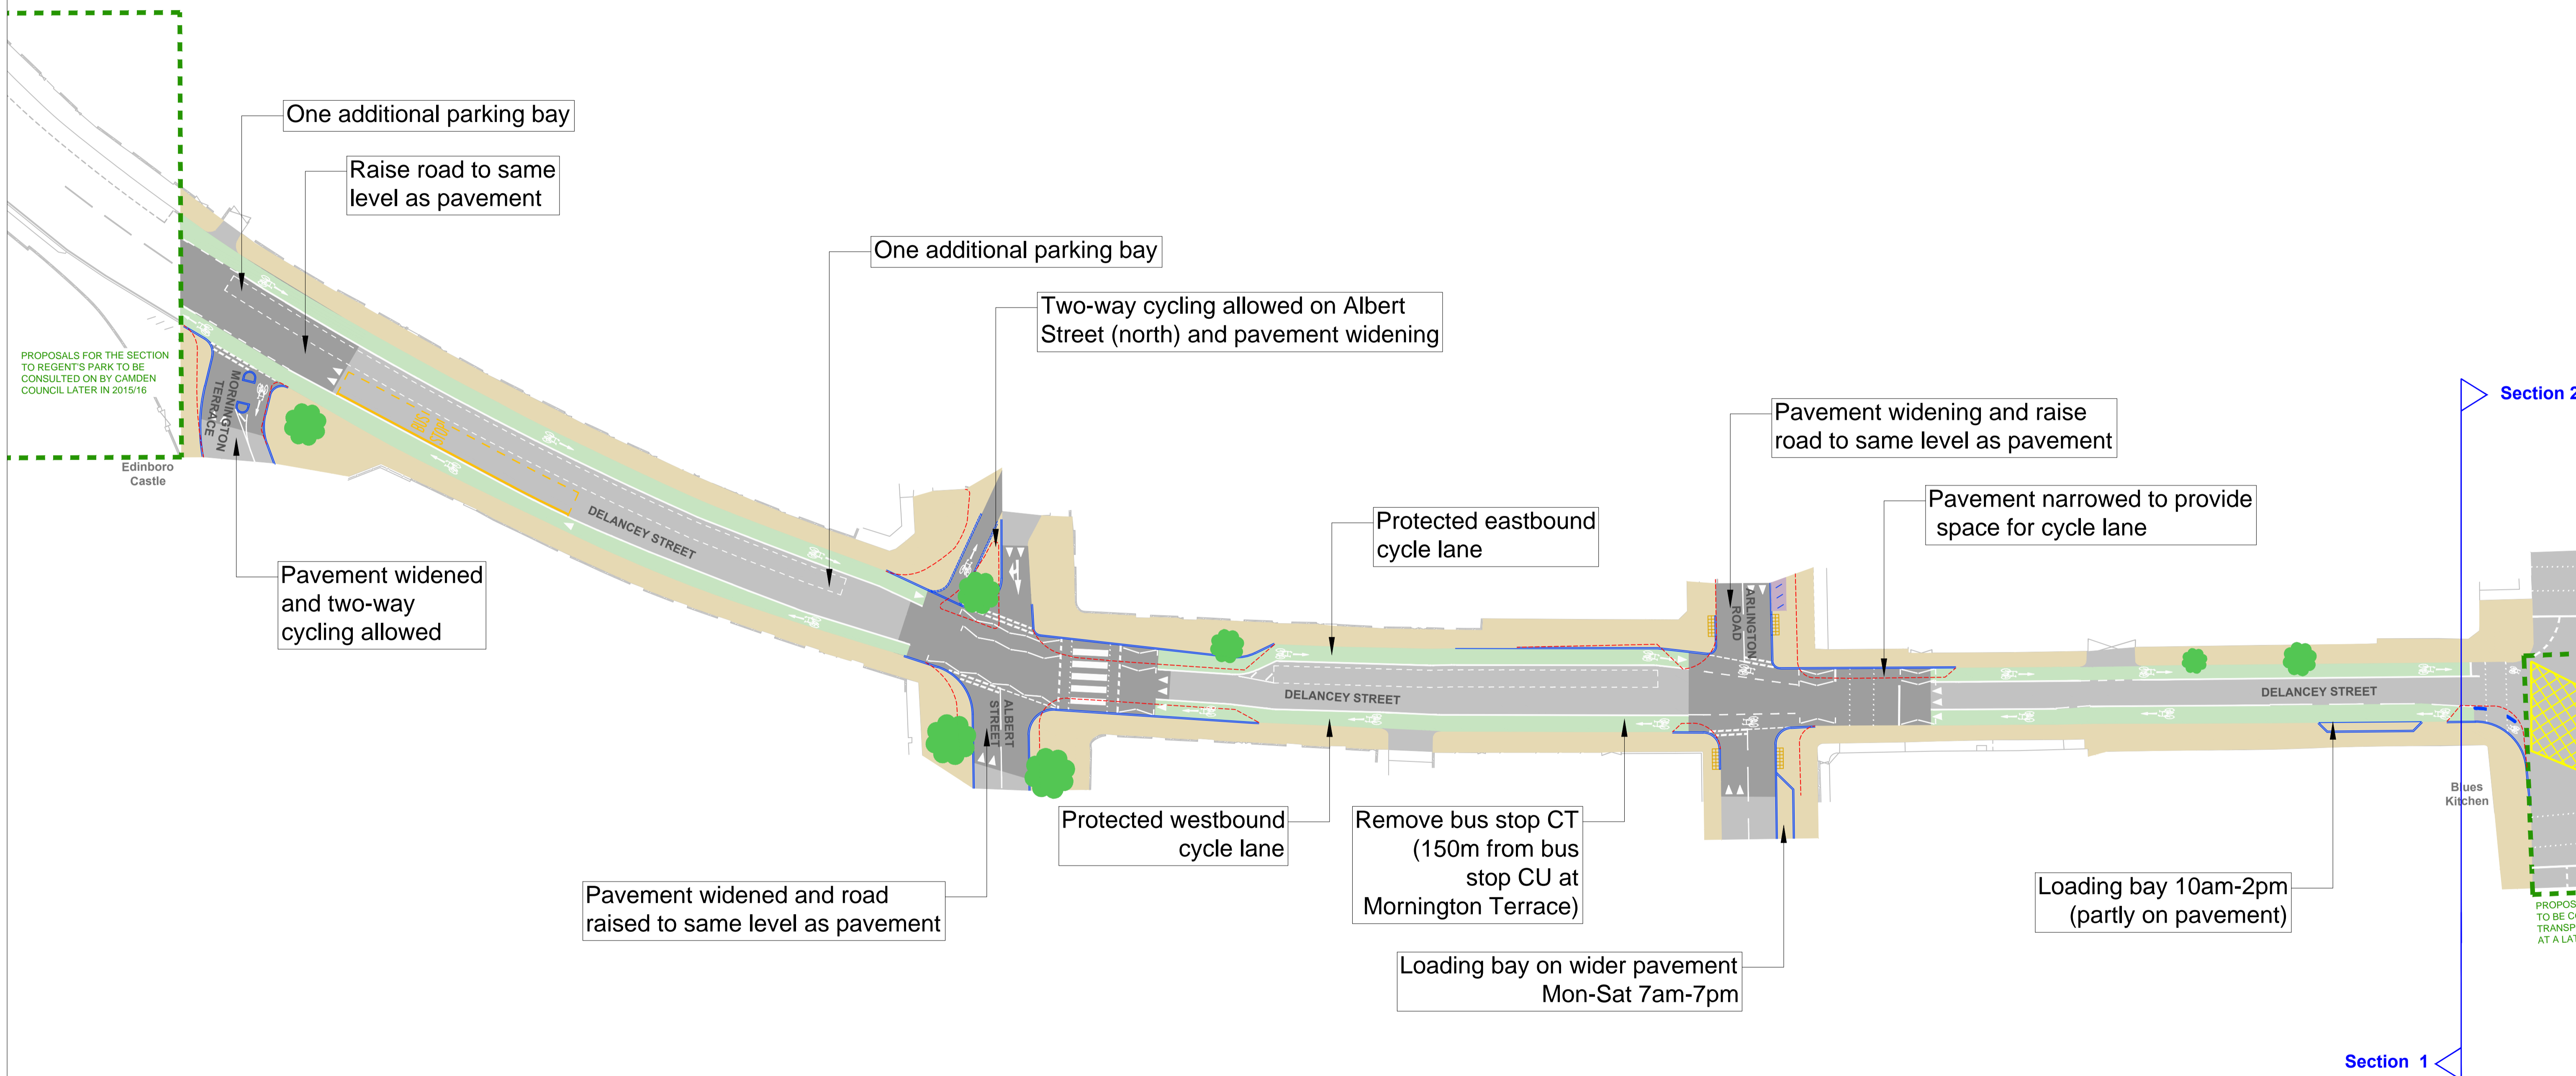 One additional parking bay
Raise road to same
level as pavement
One additional parking bay
Two-way cycling allowed on Albert
Street (north) and pavement widening
PROPOSALS FOR THE SECTION
TO REGENT'S PARK TO BE
CONSULTED ON BY CAMDEN
COUNCIL LATER IN 2015/16
MORNINGTON
TERRACE
Edinboro
Castle
DELANCEY STREET
Pavement widened
and two-way
cycling allowed
Protected eastbound
cycle lane
Pavement widening and raise
road to same level as pavement
Pavement narrowed to provide
space for cycle lane
Section 2
ARLINGTON
ROAD
DELANCEY STREET
DELANCEY STREET
ALBERT
STREET
Blues
Kitchen
Protected westbound
cycle lane
Remove bus stop CT
(150m from bus
stop CU at
Mornington Terrace)
Pavement widened and road
raised to same level as pavement
Loading bay on wider pavement
Mon-Sat 7am-7pm
Loading bay 10am-2pm
(partly on pavement)
PROPOS
TO BE CO
TRANSP
AT A LAT
Section 1